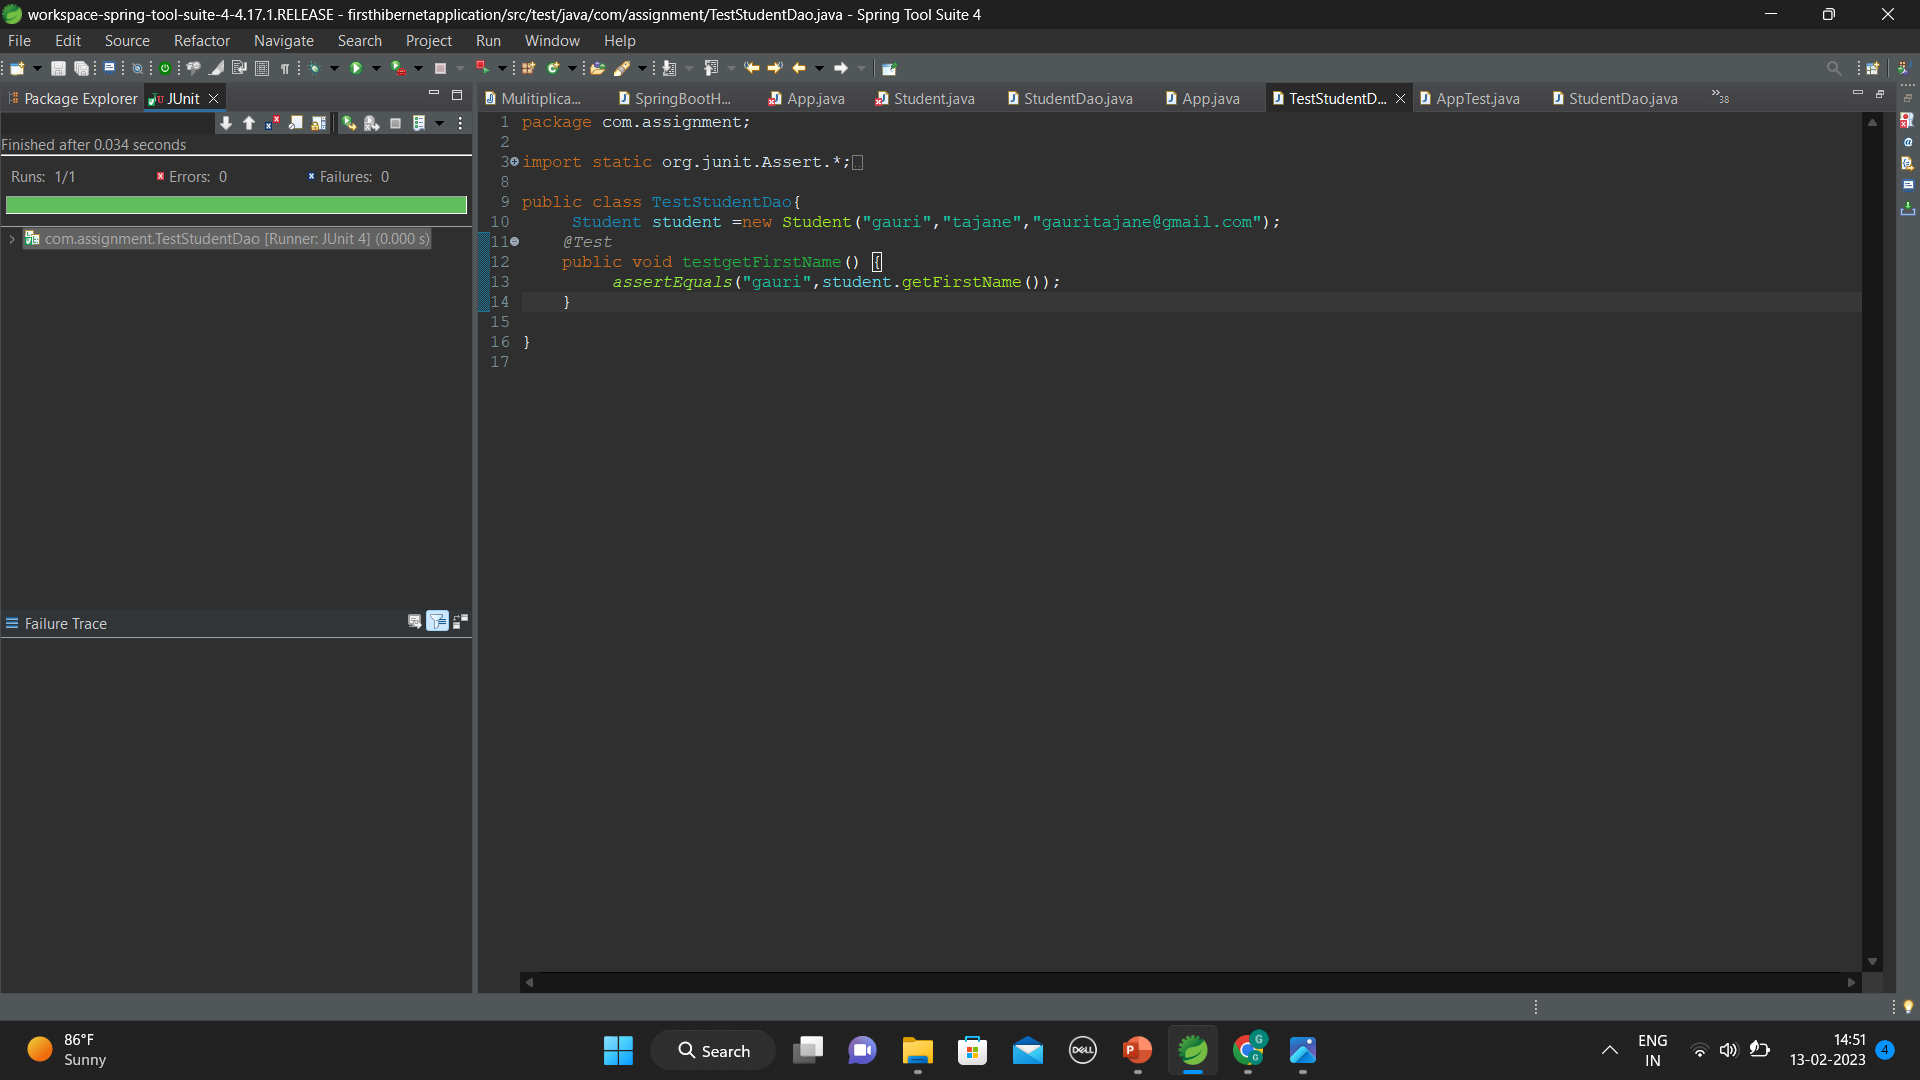 workspace-spring-tool-suite-4-4.17.1.RELEASE - firsthibernetapplication/src/test/java/com/assignment/TestStudentDao.java - Spring Tool Suite 4
File Edit Source Refactor Navigate Search Project Run Window Help
Package Explorer JUnit
Mulitiplica... SpringBootH... App.java Student.java StudentDao.java App.java TestStudentD... AppTest.java StudentDao.java »38
Finished after 0.034 seconds
Runs: 1/1 Errors: 0 Failures: 0
com.assignment.TestStudentDao [Runner: JUnit 4] (0.000 s)
Failure Trace
1 package com.assignment;
2
3 import static org.junit.Assert.*;
8
9 public class TestStudentDao{
10 Student student =new Student("gauri","tajane","gauritajane@gmail.com");
11 @Test
12 public void testgetFirstName() {
13 assertEquals("gauri",student.getFirstName());
14 }
15
16 }
17
86°F
Sunny
Search
DELL
P
G
G
ENG
IN
14:51
13-02-2023
4